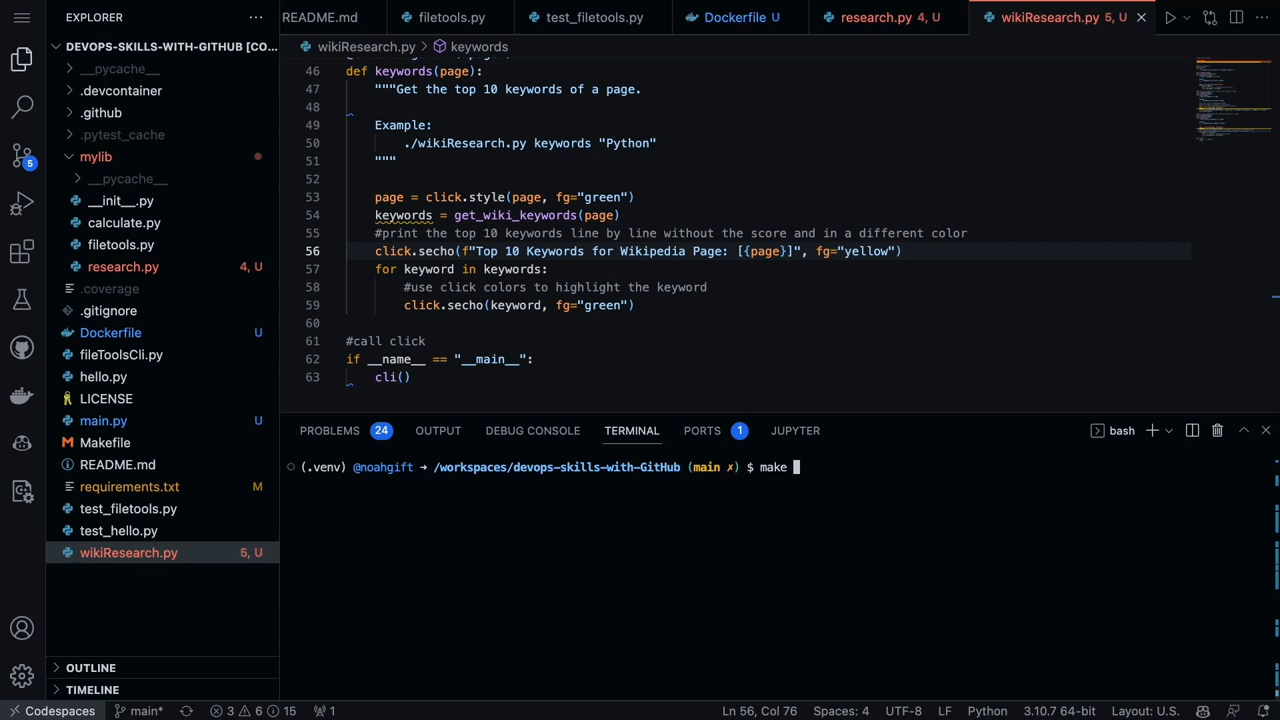 EXPLORER
README.md
filetools.py
test_filetools.py
Dockerfile U
research.py 4, U
wikiResearch.py 5, U
DEVOPS-SKILLS-WITH-GITHUB [CO...
wikiResearch.py
keywords
__pycache__
.devcontainer
.github
.pytest_cache
mylib
__pycache__
__init__.py
calculate.py
filetools.py
research.py 4, U
.coverage
.gitignore
Dockerfile U
fileToolsCli.py
hello.py
LICENSE
main.py U
Makefile
README.md
requirements.txt M
test_filetools.py
test_hello.py
wikiResearch.py 5, U
OUTLINE
TIMELINE
5
46 def keywords(page):
47 """Get the top 10 keywords of a page.
48
49 Example:
50 ./wikiResearch.py keywords "Python"
51 """
52
53 page = click.style(page, fg="green")
54 keywords = get_wiki_keywords(page)
55 #print the top 10 keywords line by line without the score and in a different color
56 click.secho(f"Top 10 Keywords for Wikipedia Page: [{page}]", fg="yellow")
57 for keyword in keywords:
58 #use click colors to highlight the keyword
59 click.secho(keyword, fg="green")
60
61 #call click
62 if __name__ == "__main__":
63 cli()
PROBLEMS 24 OUTPUT DEBUG CONSOLE TERMINAL PORTS 1 JUPYTER
bash
(.venv) @noahgift → /workspaces/devops-skills-with-GitHub (main ✗) $ make
Codespaces main* 3 6 15 1 Ln 56, Col 76 Spaces: 4 UTF-8 LF Python 3.10.7 64-bit Layout: U.S.